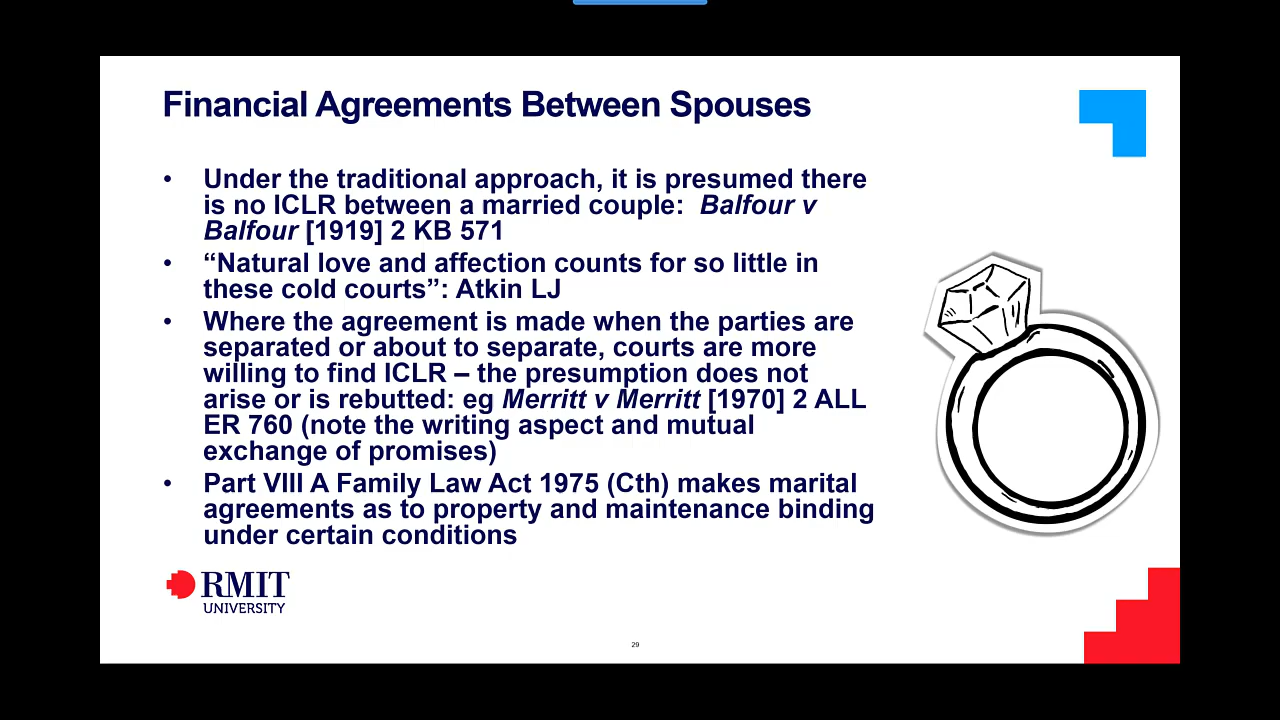 Financial Agreements Between Spouses
• Under the traditional approach, it is presumed there
is no ICLR between a married couple:  Balfour v
Balfour [1919] 2 KB 571
• “Natural love and affection counts for so little in
these cold courts”: Atkin LJ
• Where the agreement is made when the parties are
separated or about to separate, courts are more
willing to find ICLR – the presumption does not
arise or is rebutted: eg Merritt v Merritt [1970] 2 ALL
ER 760 (note the writing aspect and mutual
exchange of promises)
• Part VIII A Family Law Act 1975 (Cth) makes marital
agreements as to property and maintenance binding
under certain conditions
RMIT
UNIVERSITY
29